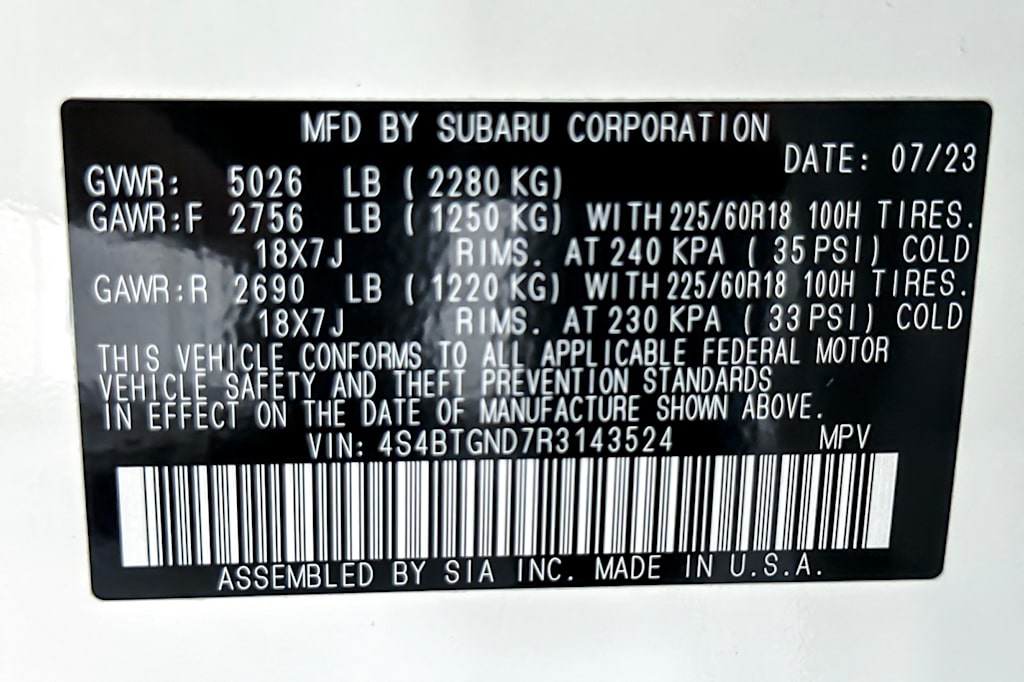 MFD BY SUBARU CORPORATION
DATE: 07/23
GVWR: 5026 LB ( 2280 KG)
GAWR:F 2756 LB ( 1250 KG) WITH 225/60R18 100H TIRES.
18X7J RIMS. AT 240 KPA ( 35 PSI) COLD
GAWR:R 2690 LB ( 1220 KG) WITH 225/60R18 100H TIRES.
18X7J RIMS. AT 230 KPA ( 33 PSI) COLD
THIS VEHICLE CONFORMS TO ALL APPLICABLE FEDERAL MOTOR
VEHICLE SAFETY AND THEFT PREVENTION STANDARDS
IN EFFECT ON THE DATE OF MANUFACTURE SHOWN ABOVE.
VIN: 4S4BTGND7R3143524 MPV
ASSEMBLED BY SIA INC. MADE IN U.S.A.